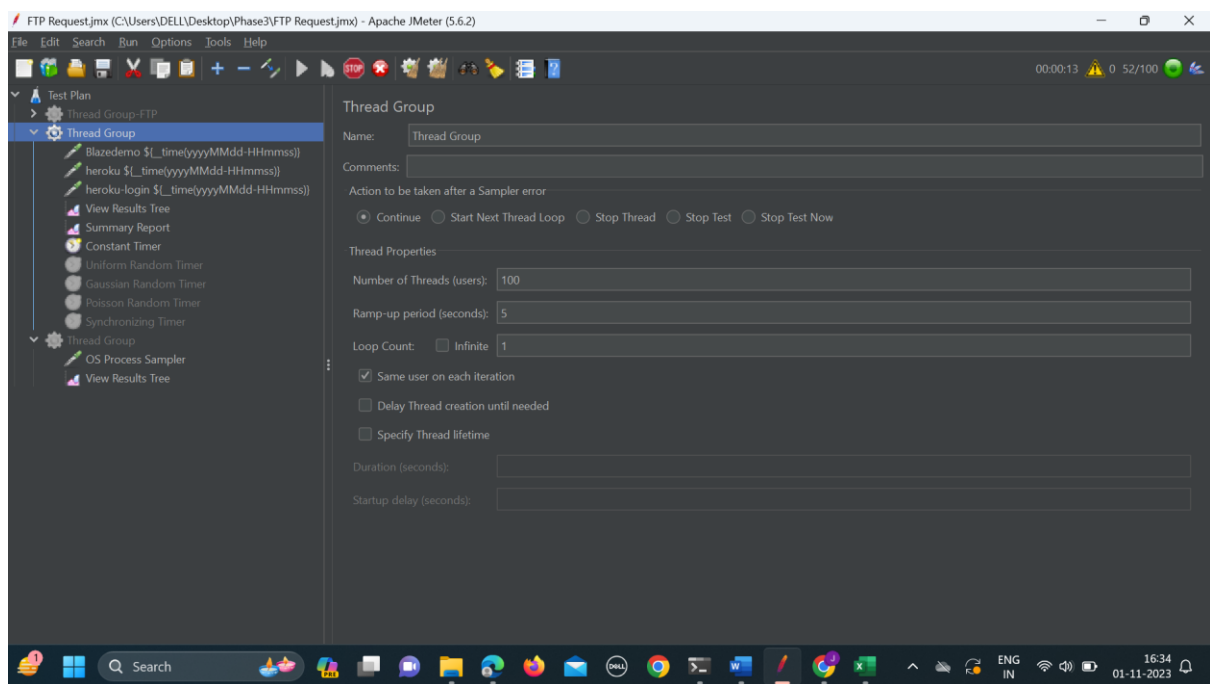 FTP Request.jmx (C:\Users\DELL\Desktop\Phase3\FTP Request.jmx) - Apache JMeter (5.6.2)
File Edit Search Run Options Tools Help
STOP
00:00:13 0 52/100
Test Plan
Thread Group-FTP
Thread Group
Blazedemo ${__time(yyyyMMdd-HHmmss)}
heroku ${__time(yyyyMMdd-HHmmss)}
heroku-login ${__time(yyyyMMdd-HHmmss)}
View Results Tree
Summary Report
Constant Timer
Uniform Random Timer
Gaussian Random Timer
Poisson Random Timer
Synchronizing Timer
Thread Group
OS Process Sampler
View Results Tree
Thread Group
Name: Thread Group
Comments:
Action to be taken after a Sampler error
Continue Start Next Thread Loop Stop Thread Stop Test Stop Test Now
Thread Properties
Number of Threads (users): 100
Ramp-up period (seconds): 5
Loop Count: Infinite 1
Same user on each iteration
Delay Thread creation until needed
Specify Thread lifetime
Duration (seconds):
Startup delay (seconds):
1 Search PRE DELL W J X ENG 16:34
IN 01-11-2023